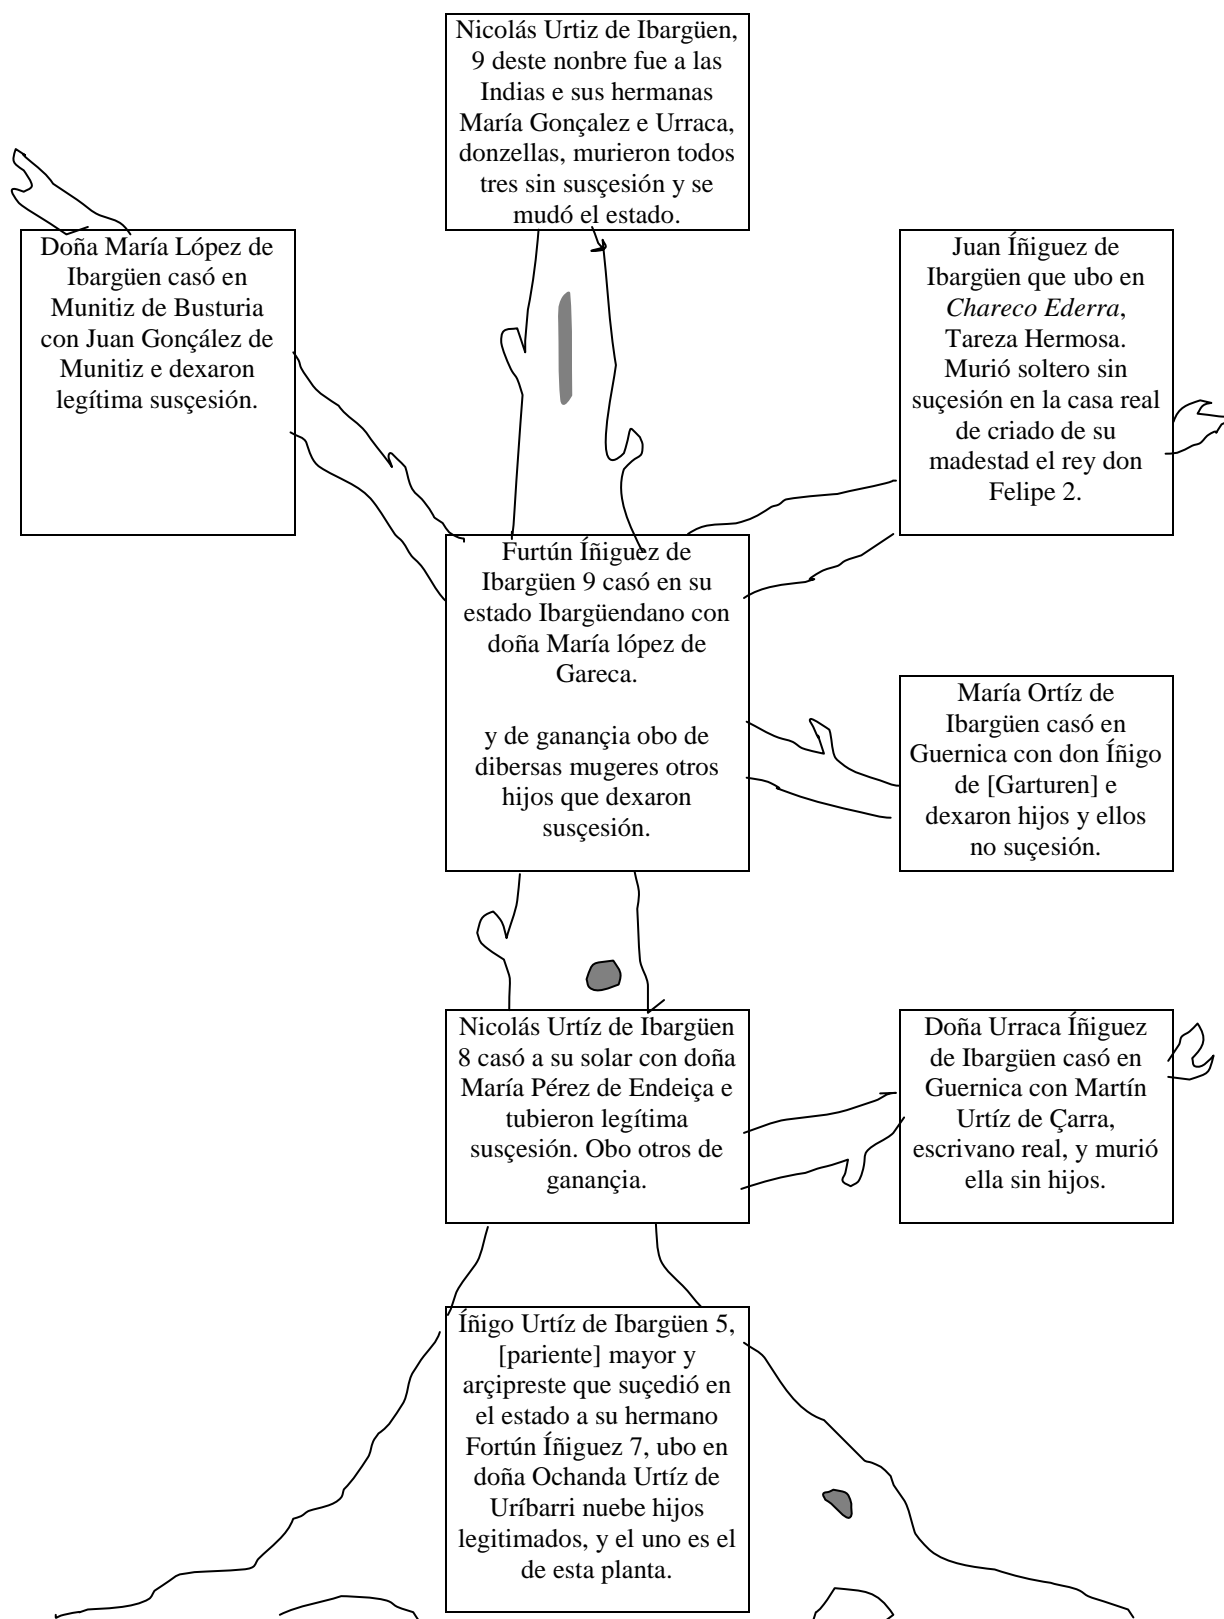 Nicolás Urtiz de Ibargüen,
9 deste nonbre fue a las
Indias e sus hermanas
María Gonçalez e Urraca,
donzellas, murieron todos
tres sin susçesión y se
mudó el estado.
Doña María López de
Ibargüen casó en
Munitiz de Busturia
con Juan Gonçález de
Munitiz e dexaron
legítima susçesión.
Juan Íñiguez de
Ibargüen que ubo en
Chareco Ederra,
Tareza Hermosa.
Murió soltero sin
suçesión en la casa real
de criado de su
madestad el rey don
Felipe 2.
Furtún Íñiguez de
Ibargüen 9 casó en su
estado Ibargüendano con
doña María lópez de
Gareca.
y de ganançia obo de
dibersas mugeres otros
hijos que dexaron
susçesión.
María Ortíz de
Ibargüen casó en
Guernica con don Íñigo
de [Garturen] e
dexaron hijos y ellos
no suçesión.
Nicolás Urtíz de Ibargüen
8 casó a su solar con doña
María Pérez de Endeiça e
tubieron legítima
susçesión. Obo otros de
ganançia.
Doña Urraca Íñiguez
de Ibargüen casó en
Guernica con Martín
Urtíz de Çarra,
escrivano real, y murió
ella sin hijos.
Íñigo Urtíz de Ibargüen 5,
[pariente] mayor y
arçipreste que suçedió en
el estado a su hermano
Fortún Íñiguez 7, ubo en
doña Ochanda Urtíz de
Uríbarri nuebe hijos
legitimados, y el uno es el
de esta planta.